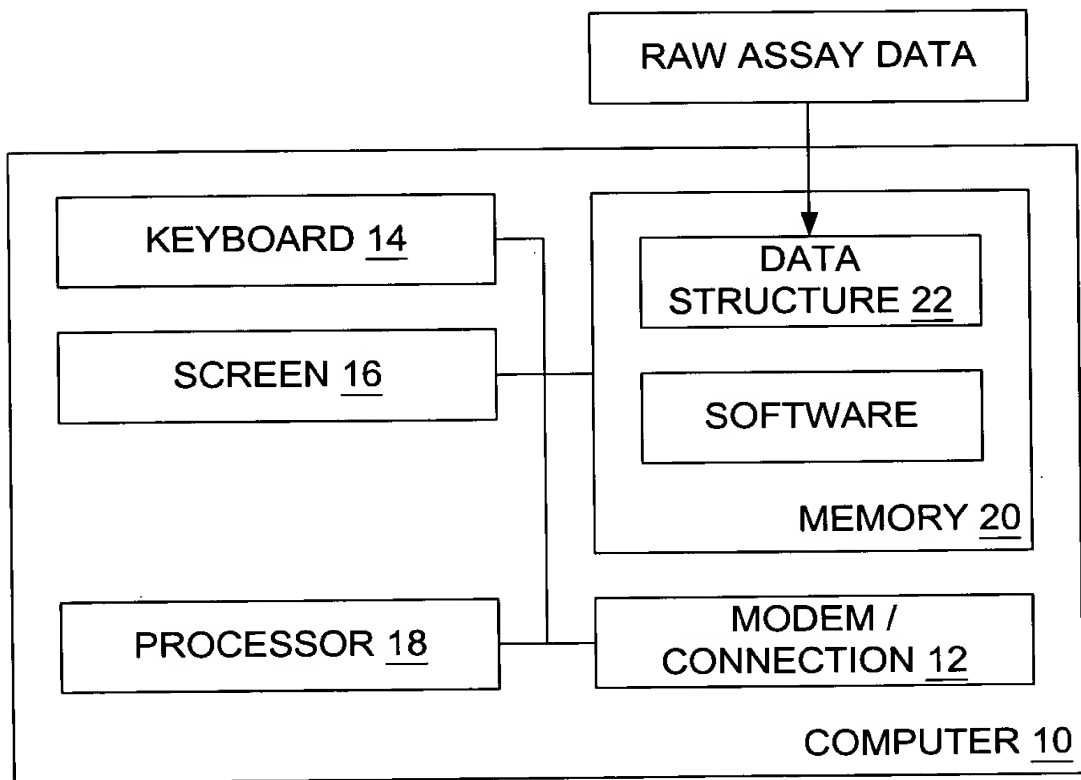 RAW ASSAY DATA
KEYBOARD 14
DATA
STRUCTURE 22
SCREEN 16
SOFTWARE
MEMORY 20
PROCESSOR 18
MODEM /
CONNECTION 12
COMPUTER 10